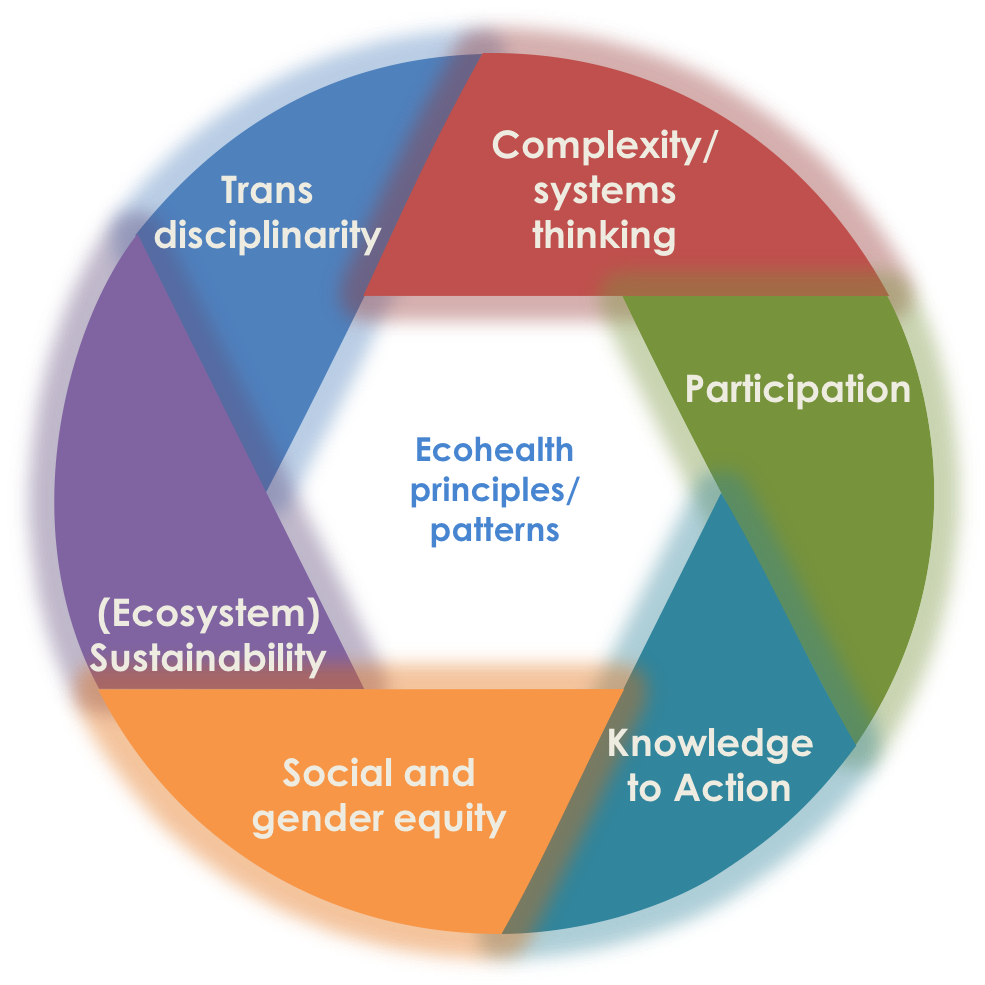 Complexity/
systems
thinking
Trans
disciplinarity
Participation
Ecohealth
principles/
patterns
(Ecosystem)
Sustainability
Knowledge
to Action
Social and
gender equity